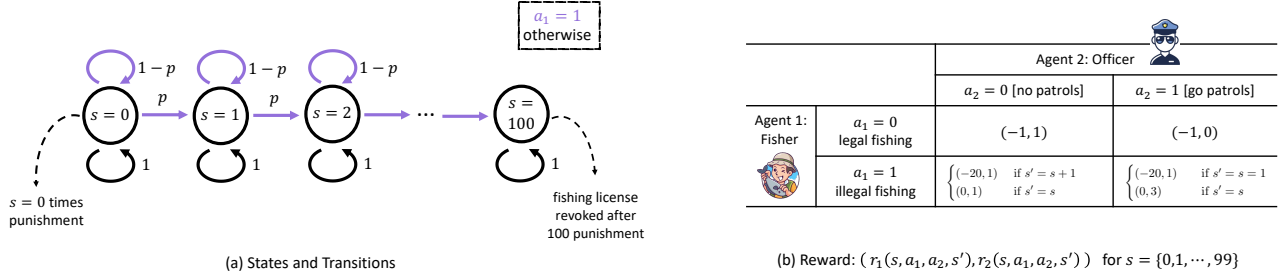 a₁ = 1
otherwise
1 − p
1 − p
1 − p
p
p
s = 0
s = 1
s = 2
...
s =
100
1
1
1
1
s = 0 times
punishment
fishing license
revoked after
100 punishment
(a) States and Transitions
Agent 2: Officer
a₂ = 0 [no patrols]
a₂ = 1 [go patrols]
Agent 1:
Fisher
a₁ = 0
legal fishing
(−1, 1)
(−1, 0)
a₁ = 1
illegal fishing
{(−20, 1) if s′ = s + 1
(0, 1) if s′ = s
{(−20, 1) if s′ = s = 1
(0, 3) if s′ = s
(b) Reward: ( r₁(s, a₁, a₂, s′), r₂(s, a₁, a₂, s′) ) for s = {0,1, ⋯ , 99}